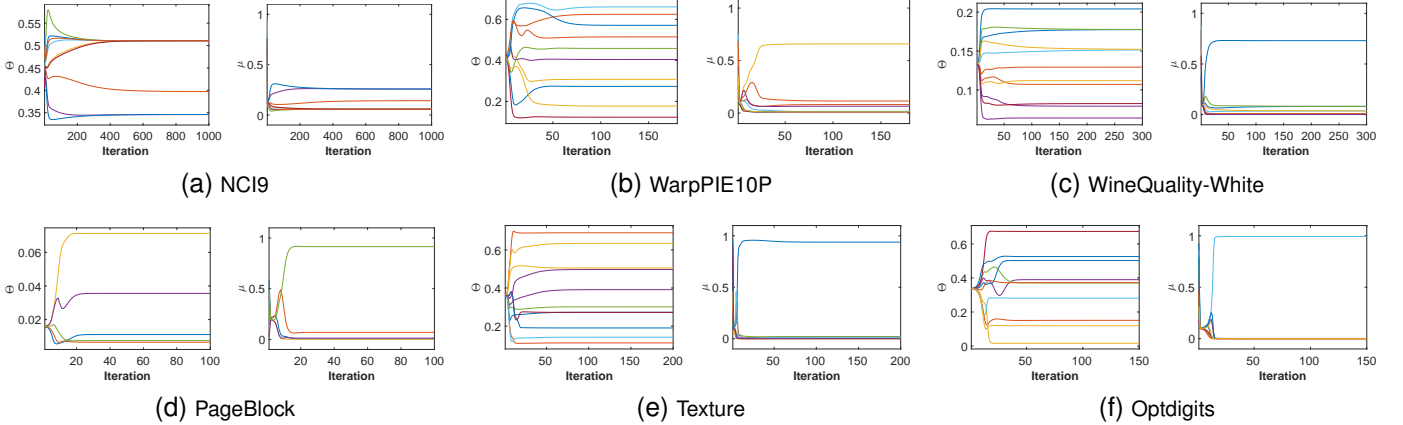 0.55
0.5
0.45
0.4
0.35
Θ
200 400 600 800 1000
Iteration
1
0.5
0
μ
200 400 600 800 1000
Iteration
(a) NCI9
0.6
0.4
0.2
Θ
50 100 150
Iteration
1
0.5
0
μ
50 100 150
Iteration
(b) WarpPIE10P
0.2
0.15
0.1
Θ
50 100 150 200 250 300
Iteration
1
0.5
0
μ
50 100 150 200 250 300
Iteration
(c) WineQuality-White
0.06
0.04
0.02
Θ
20 40 60 80 100
Iteration
1
0.5
0
μ
20 40 60 80 100
Iteration
(d) PageBlock
0.6
0.4
0.2
Θ
50 100 150 200
Iteration
1
0.5
0
μ
50 100 150 200
Iteration
(e) Texture
0.6
0.4
0.2
0
Θ
50 100 150
Iteration
1
0.5
0
μ
50 100 150
Iteration
(f) Optdigits